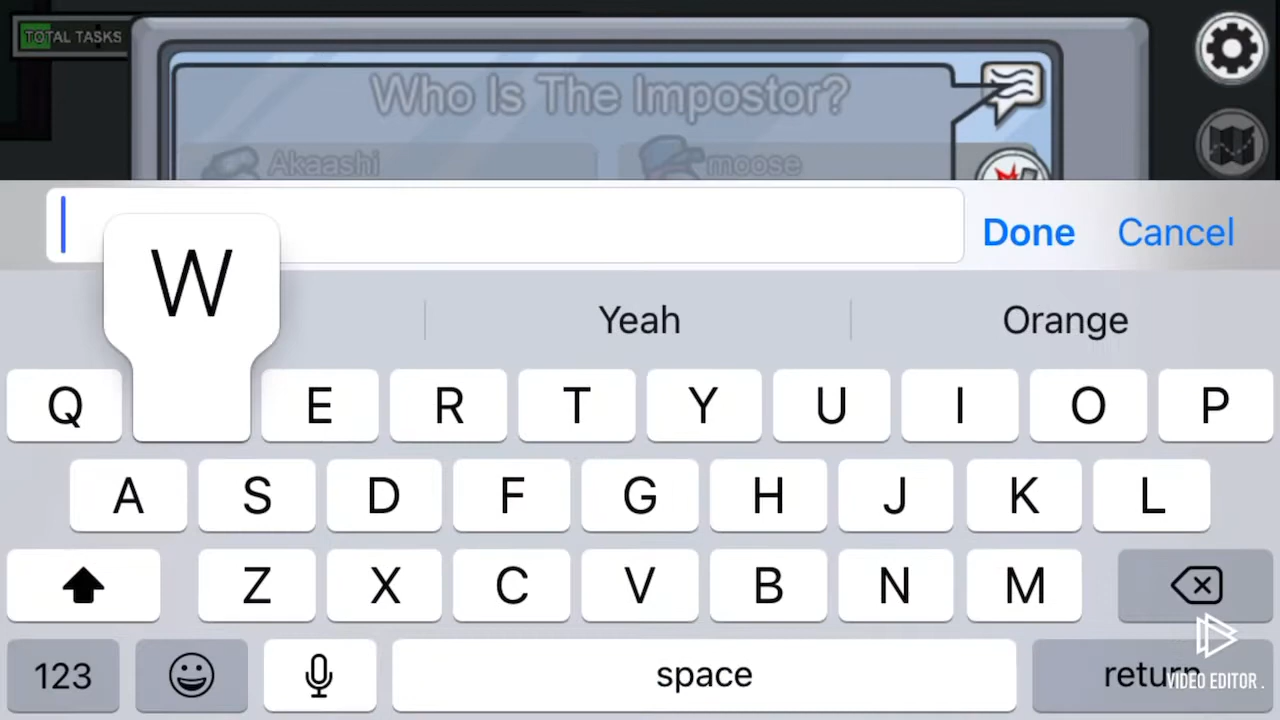 TOTAL TASKS
Who Is The Impostor?
Akaashi moose
Done Cancel
W
Yeah Orange
Q E R T Y U I O P
A S D F G H J K L
Z X C V B N M
123 space return
VIDEO EDITOR.